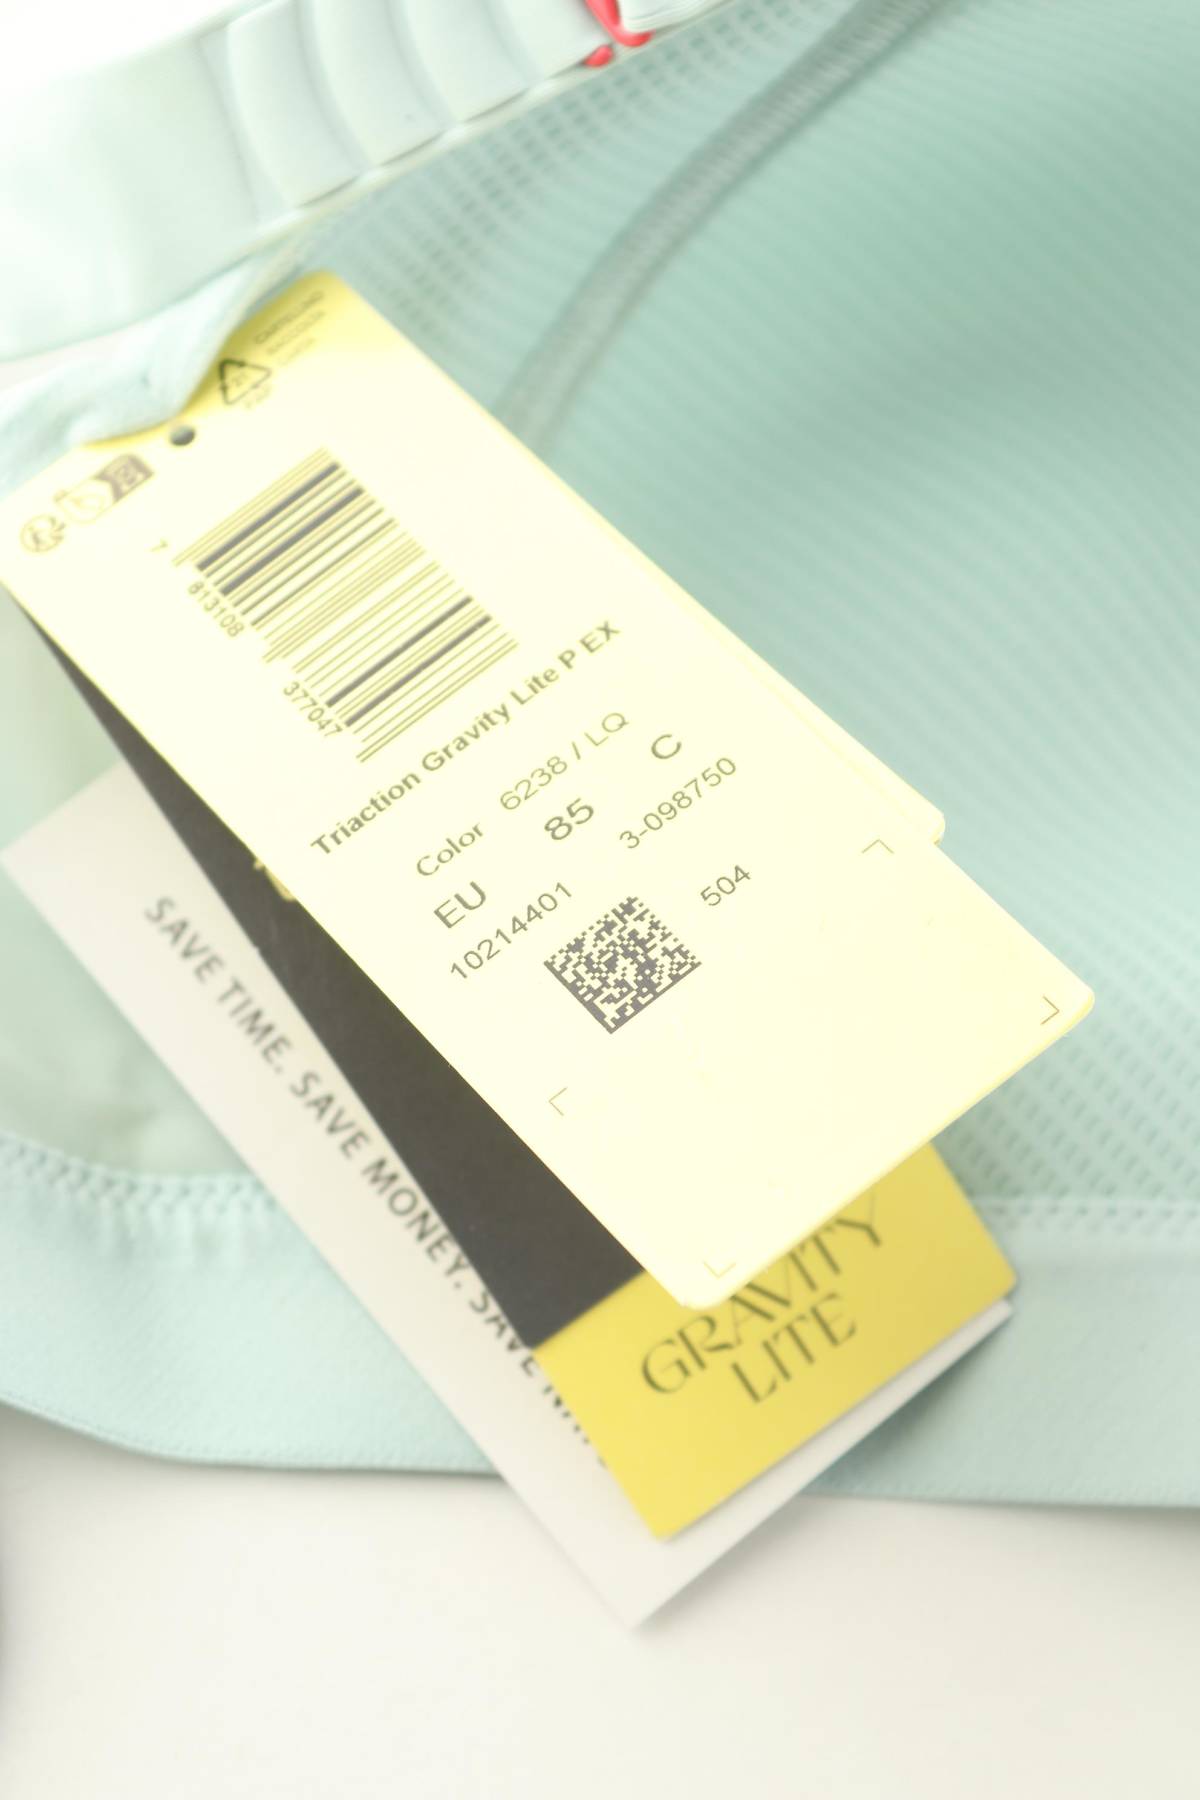 CARTELLINO
7
813108
377047
Triaction Gravity Lite P EX
Color 6238 / LQ
EU 85 C
10214401 3-098750
504
SAVE TIME. SAVE MONEY. SAVE
GRAVITY
LITE